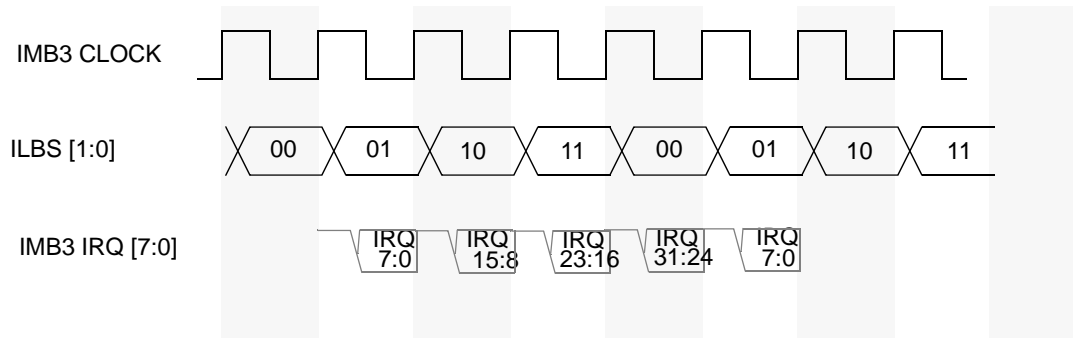 IMB3 CLOCK
ILBS [1:0] 00 01 10 11 00 01 10 11
IMB3 IRQ [7:0]
IRQ 7:0
IRQ 15:8
IRQ 23:16
IRQ 31:24
IRQ 7:0